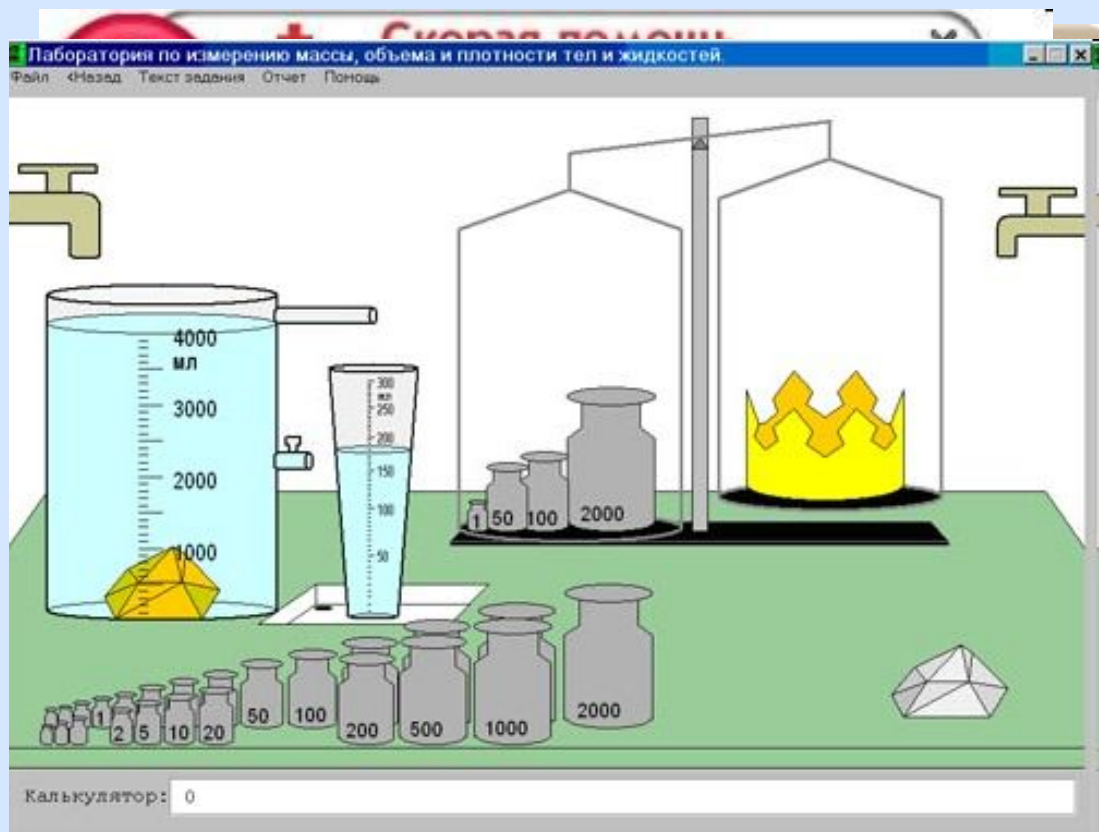 Скорая помощь
Лаборатория по измерению массы, объема и плотности тел и жидкостей.
Файл <Назад Текст задания Отчет Помощь
4000
мл
3000
2000
1000
300
мл
250
200
150
100
50
1 50 100 2000
1 2 5 10 20 50 100 200 500 1000 2000
Калькулятор: 0